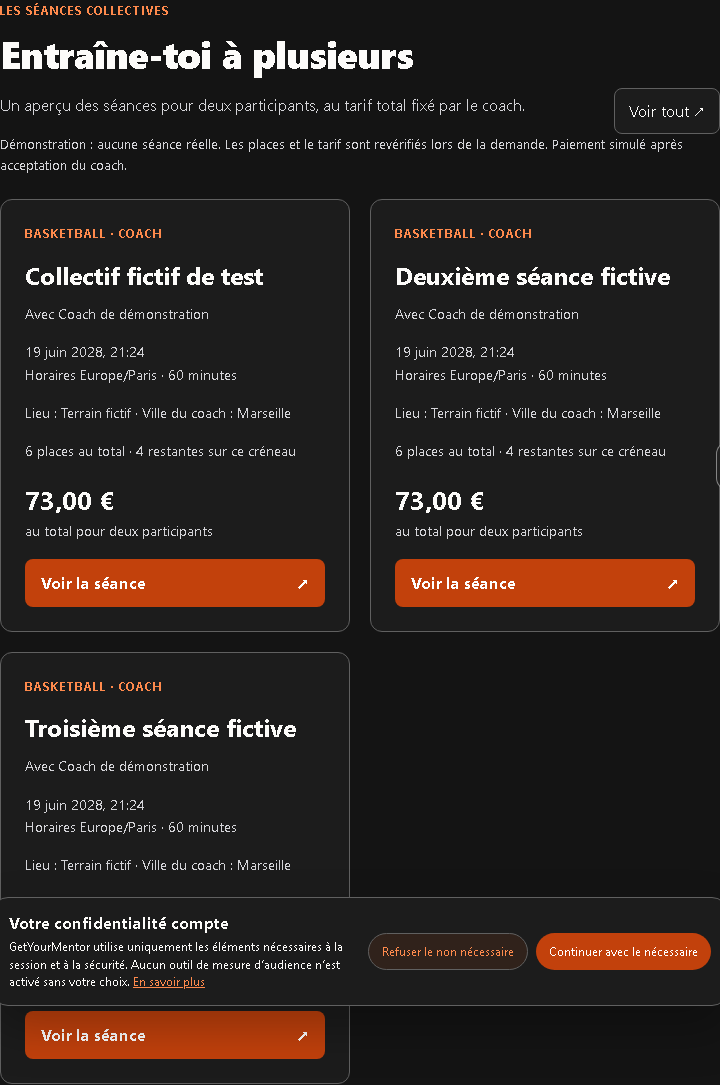 LES SÉANCES COLLECTIVES
Entraîne-toi à plusieurs
Un aperçu des séances pour deux participants, au tarif total fixé par le coach.
Voir tout ↗
Démonstration : aucune séance réelle. Les places et le tarif sont revérifiés lors de la demande. Paiement simulé après
acceptation du coach.
BASKETBALL · COACH
Collectif fictif de test
Avec Coach de démonstration
19 juin 2028, 21:24
Horaires Europe/Paris · 60 minutes
Lieu : Terrain fictif · Ville du coach : Marseille
6 places au total · 4 restantes sur ce créneau
73,00 €
au total pour deux participants
Voir la séance ↗
BASKETBALL · COACH
Deuxième séance fictive
Avec Coach de démonstration
19 juin 2028, 21:24
Horaires Europe/Paris · 60 minutes
Lieu : Terrain fictif · Ville du coach : Marseille
6 places au total · 4 restantes sur ce créneau
73,00 €
au total pour deux participants
Voir la séance ↗
BASKETBALL · COACH
Troisième séance fictive
Avec Coach de démonstration
19 juin 2028, 21:24
Horaires Europe/Paris · 60 minutes
Lieu : Terrain fictif · Ville du coach : Marseille
Votre confidentialité compte
GetYourMentor utilise uniquement les éléments nécessaires à la
session et à la sécurité. Aucun outil de mesure d’audience n’est
activé sans votre choix. En savoir plus
Refuser le non nécessaire
Continuer avec le nécessaire
Voir la séance ↗